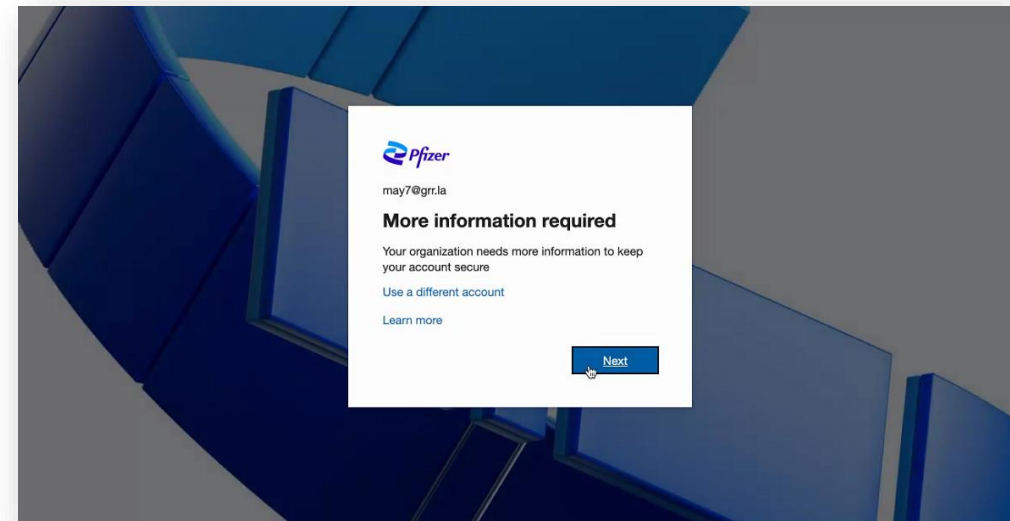 Pfizer
may7@grr.la
More information required
Your organization needs more information to keep
your account secure
Use a different account
Learn more
Next